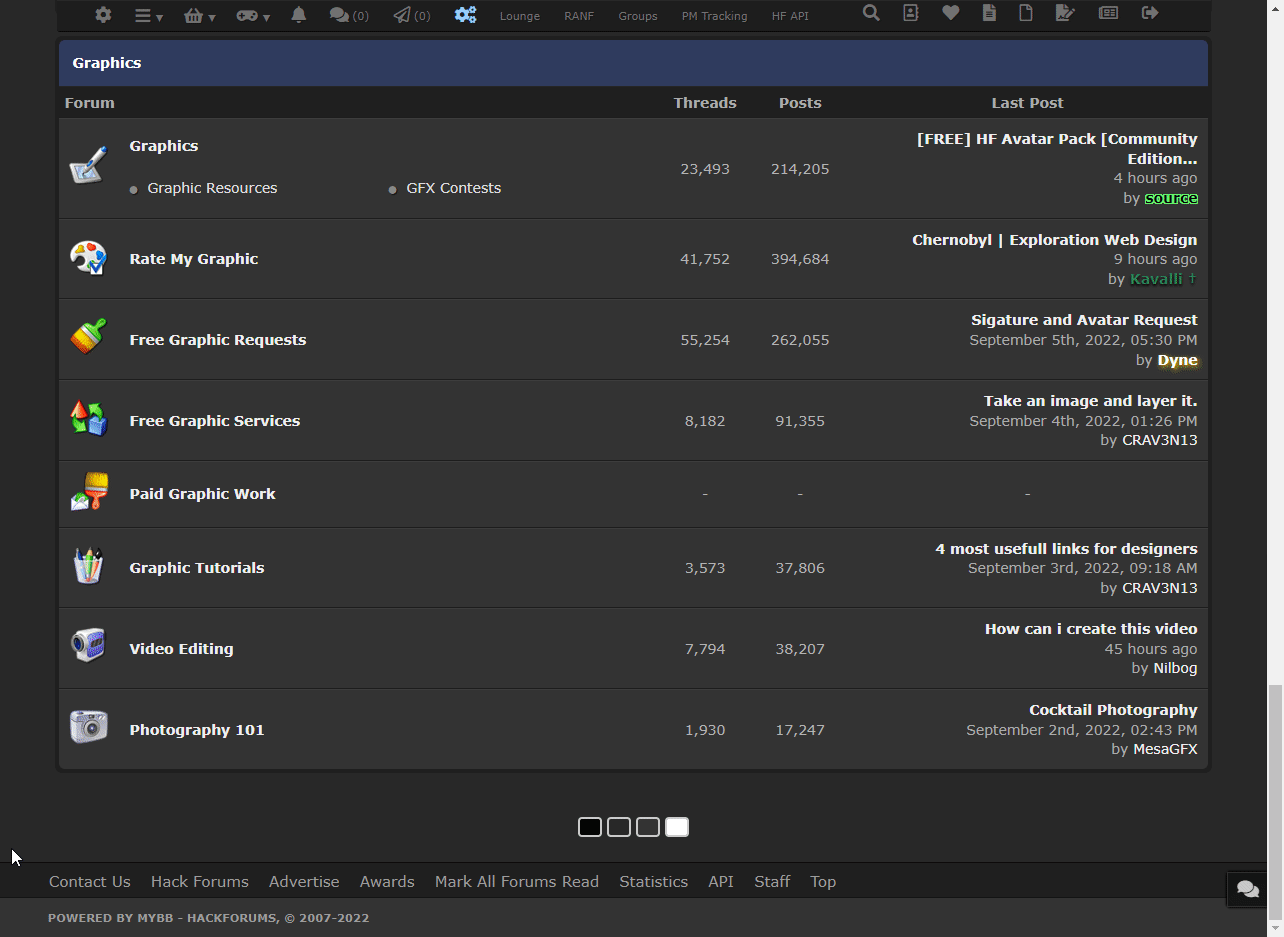 (0) (0) Lounge RANF Groups PM Tracking HF API
Graphics
Forum Threads Posts Last Post
Graphics
Graphic Resources GFX Contests
23,493 214,205
[FREE] HF Avatar Pack [Community
Edition...
4 hours ago
by source
Rate My Graphic 41,752 394,684
Chernobyl | Exploration Web Design
9 hours ago
by Kavalli †
Free Graphic Requests 55,254 262,055
Sigature and Avatar Request
September 5th, 2022, 05:30 PM
by Dyne
Free Graphic Services 8,182 91,355
Take an image and layer it.
September 4th, 2022, 01:26 PM
by CRAV3N13
Paid Graphic Work - - -
Graphic Tutorials 3,573 37,806
4 most usefull links for designers
September 3rd, 2022, 09:18 AM
by CRAV3N13
Video Editing 7,794 38,207
How can i create this video
45 hours ago
by Nilbog
Photography 101 1,930 17,247
Cocktail Photography
September 2nd, 2022, 02:43 PM
by MesaGFX
Contact Us Hack Forums Advertise Awards Mark All Forums Read Statistics API Staff Top
POWERED BY MYBB - HACKFORUMS, © 2007-2022